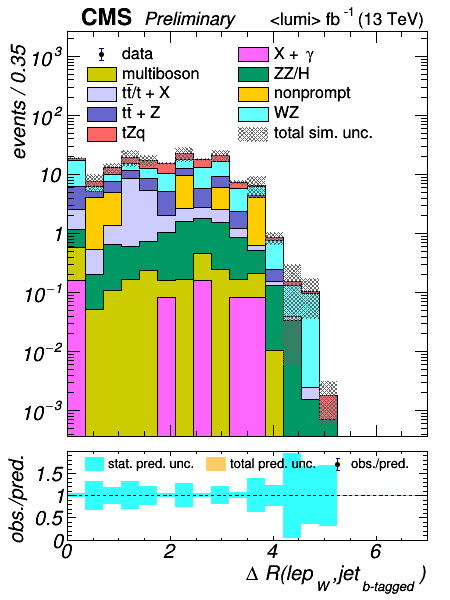 CMS Preliminary <lumi> fb⁻¹ (13 TeV)
events / 0.35
10³
10²
10
1
10⁻¹
10⁻²
10⁻³
data
X + γ
multiboson
ZZ/H
tt̄/t + X
nonprompt
tt̄ + Z
WZ
tZq
total sim. unc.
obs./pred.
1.5
1
0.5
0
stat. pred. unc.
total pred. unc.
obs./pred.
0 2 4 6
Δ R(lep_W, jet_b-tagged)